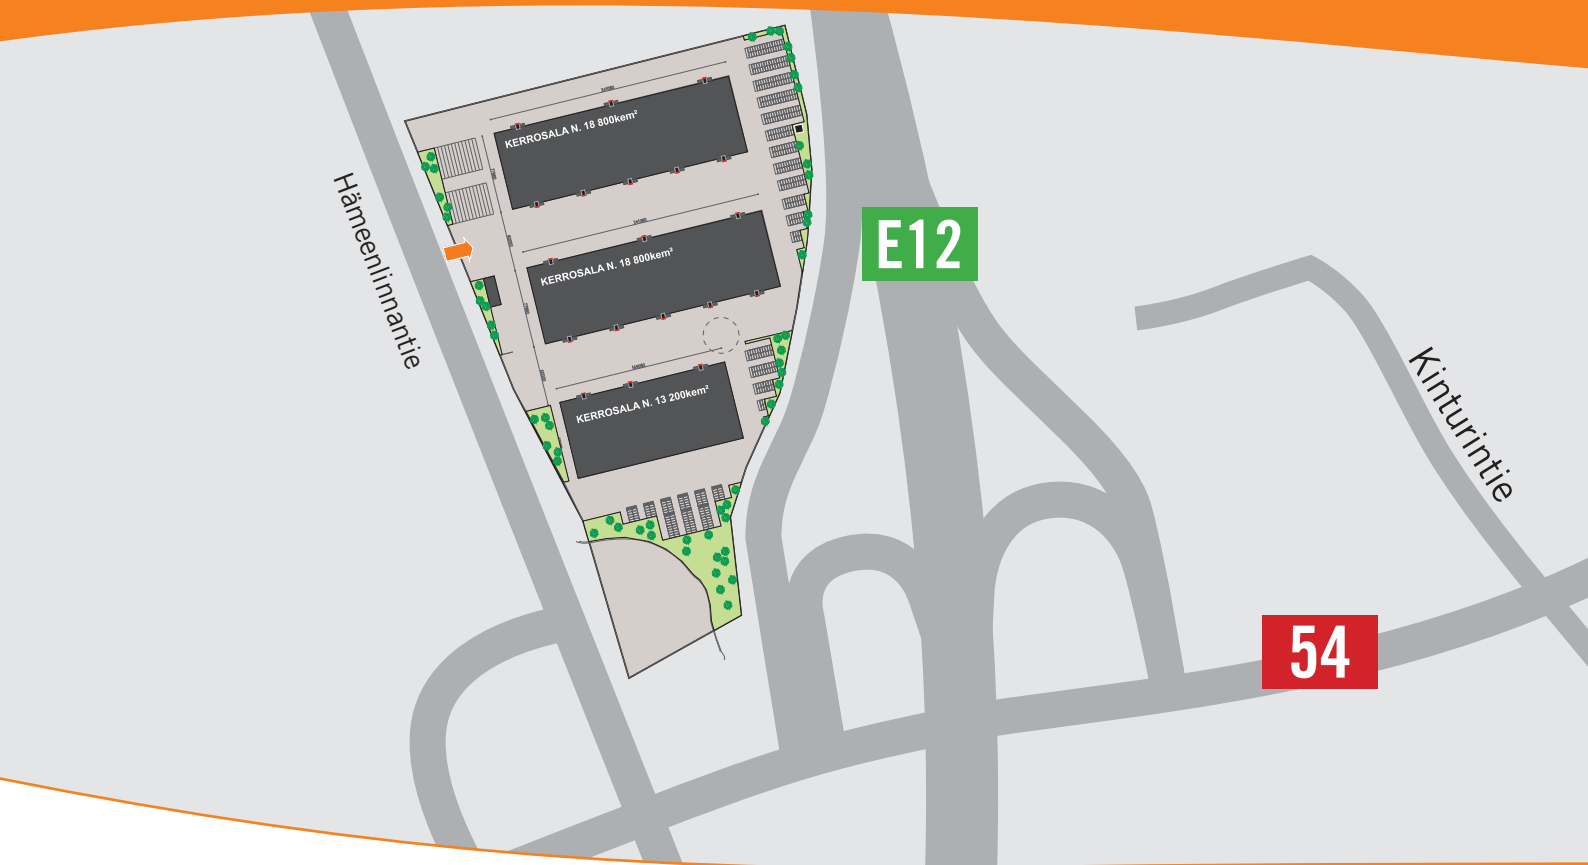 KERROSALA N. 18 800kem²
KERROSALA N. 18 800kem²
KERROSALA N. 13 200kem²
Hämeenlinnantie
E12
Kinturintie
54